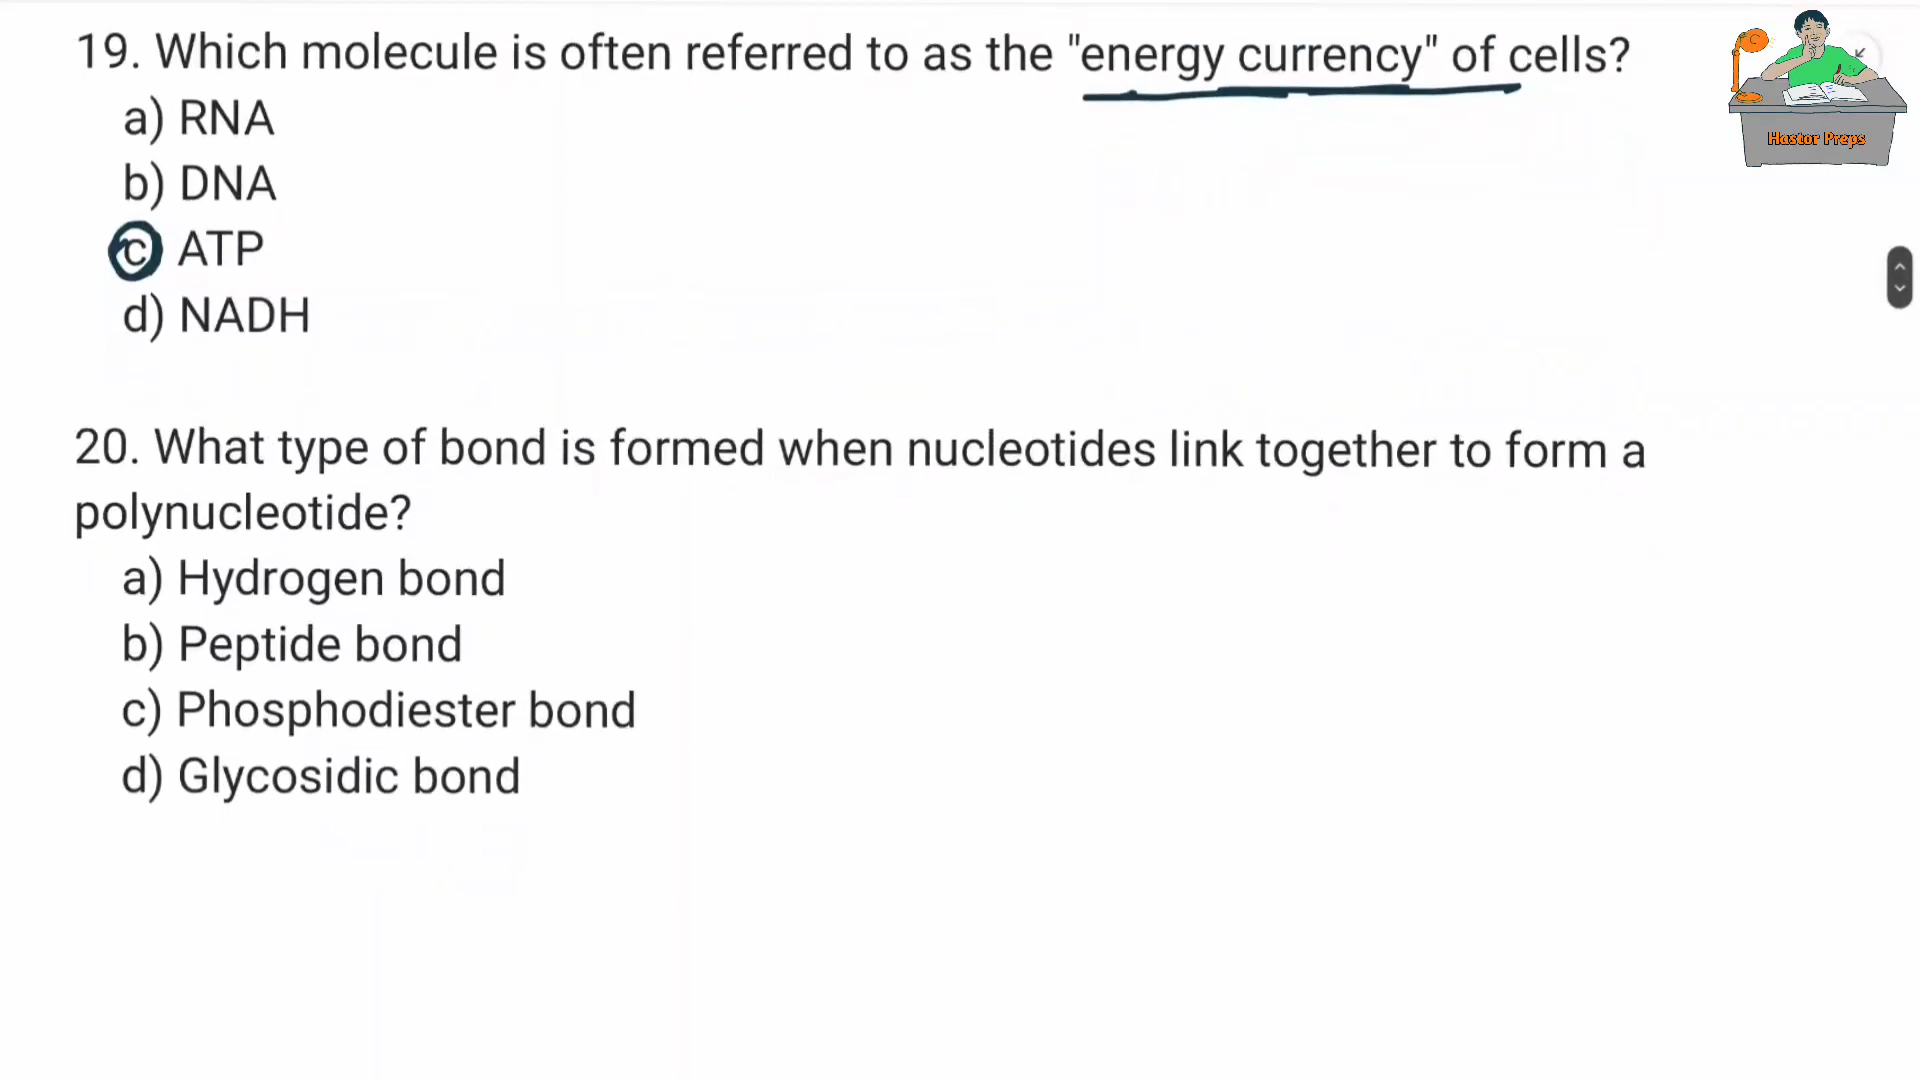 19. Which molecule is often referred to as the "energy currency" of cells?
a) RNA
b) DNA
c) ATP
d) NADH
Hastor Preps
20. What type of bond is formed when nucleotides link together to form a
polynucleotide?
a) Hydrogen bond
b) Peptide bond
c) Phosphodiester bond
d) Glycosidic bond